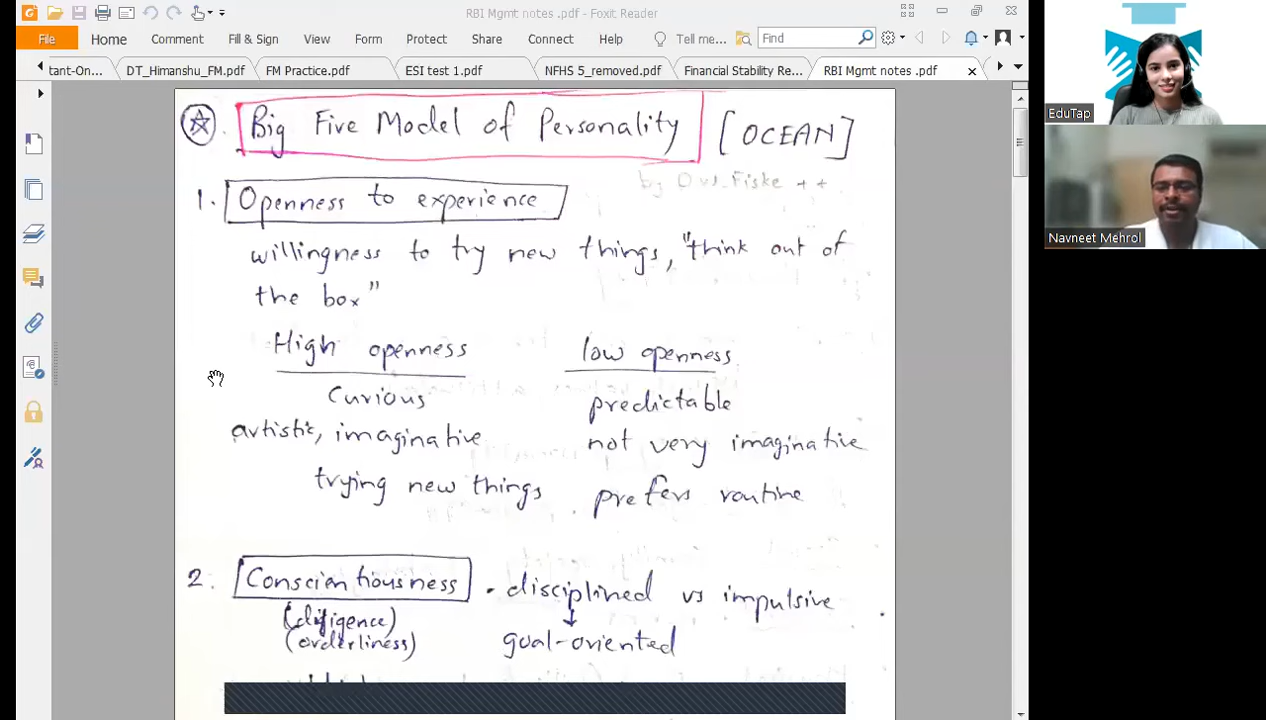 RBI Mgmt notes .pdf - Foxit Reader
File Home Comment Fill & Sign View Form Protect Share Connect Help Tell me... Find
tant-On... DT_Himanshu_FM.pdf FM Practice.pdf ESI test 1.pdf NFHS 5_removed.pdf Financial Stability Re... RBI Mgmt notes .pdf
EduTap
Navneet Mehrol
Big Five Model of Personality [OCEAN]
by D.W. Fiske ++
1. Openness to experience
willingness to try new things, "think out of
the box"
High openness low openness
Curious predictable
artistic, imaginative not very imaginative
trying new things prefers routine
2. Conscientiousness • disciplined vs impulsive
(diligence)
(orderliness) goal-oriented